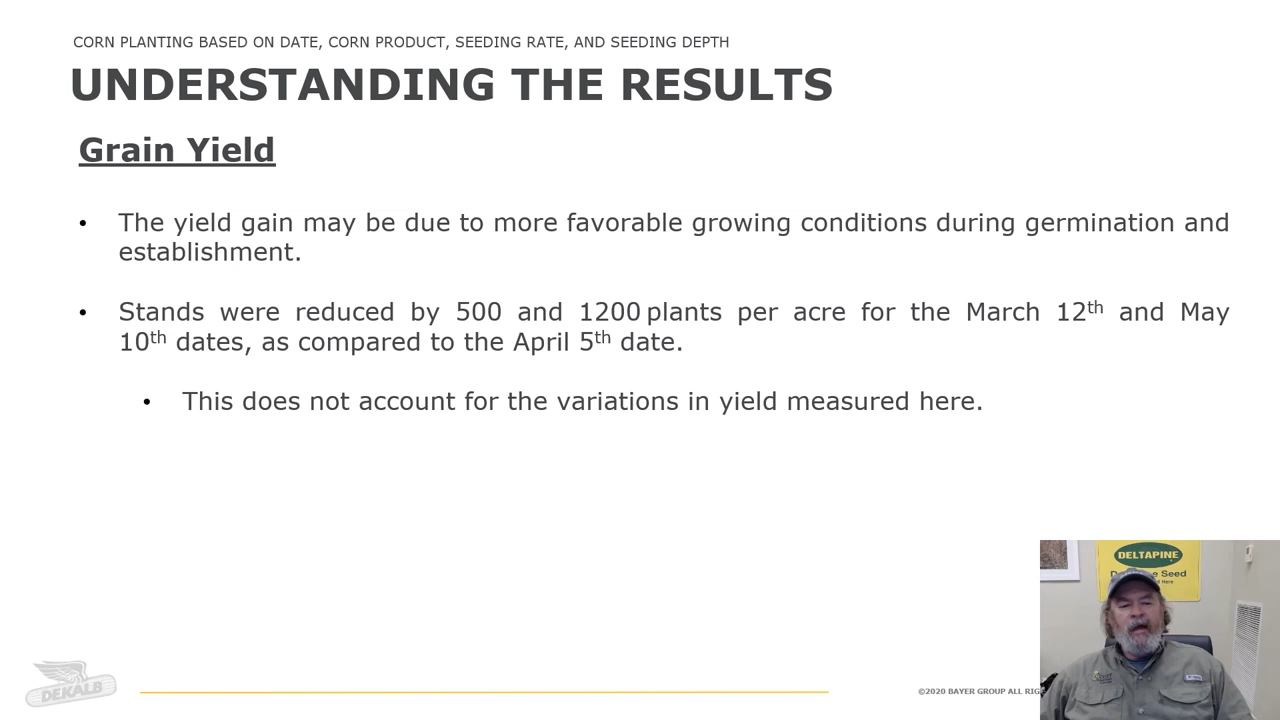 CORN PLANTING BASED ON DATE, CORN PRODUCT, SEEDING RATE, AND SEEDING DEPTH
UNDERSTANDING THE RESULTS
Grain Yield
• The yield gain may be due to more favorable growing conditions during germination and
establishment.
• Stands were reduced by 500 and 1200 plants per acre for the March 12th and May
10th dates, as compared to the April 5th date.
• This does not account for the variations in yield measured here.
DELTAPINE
Seed
Here
DEKALB
©2020 BAYER GROUP ALL